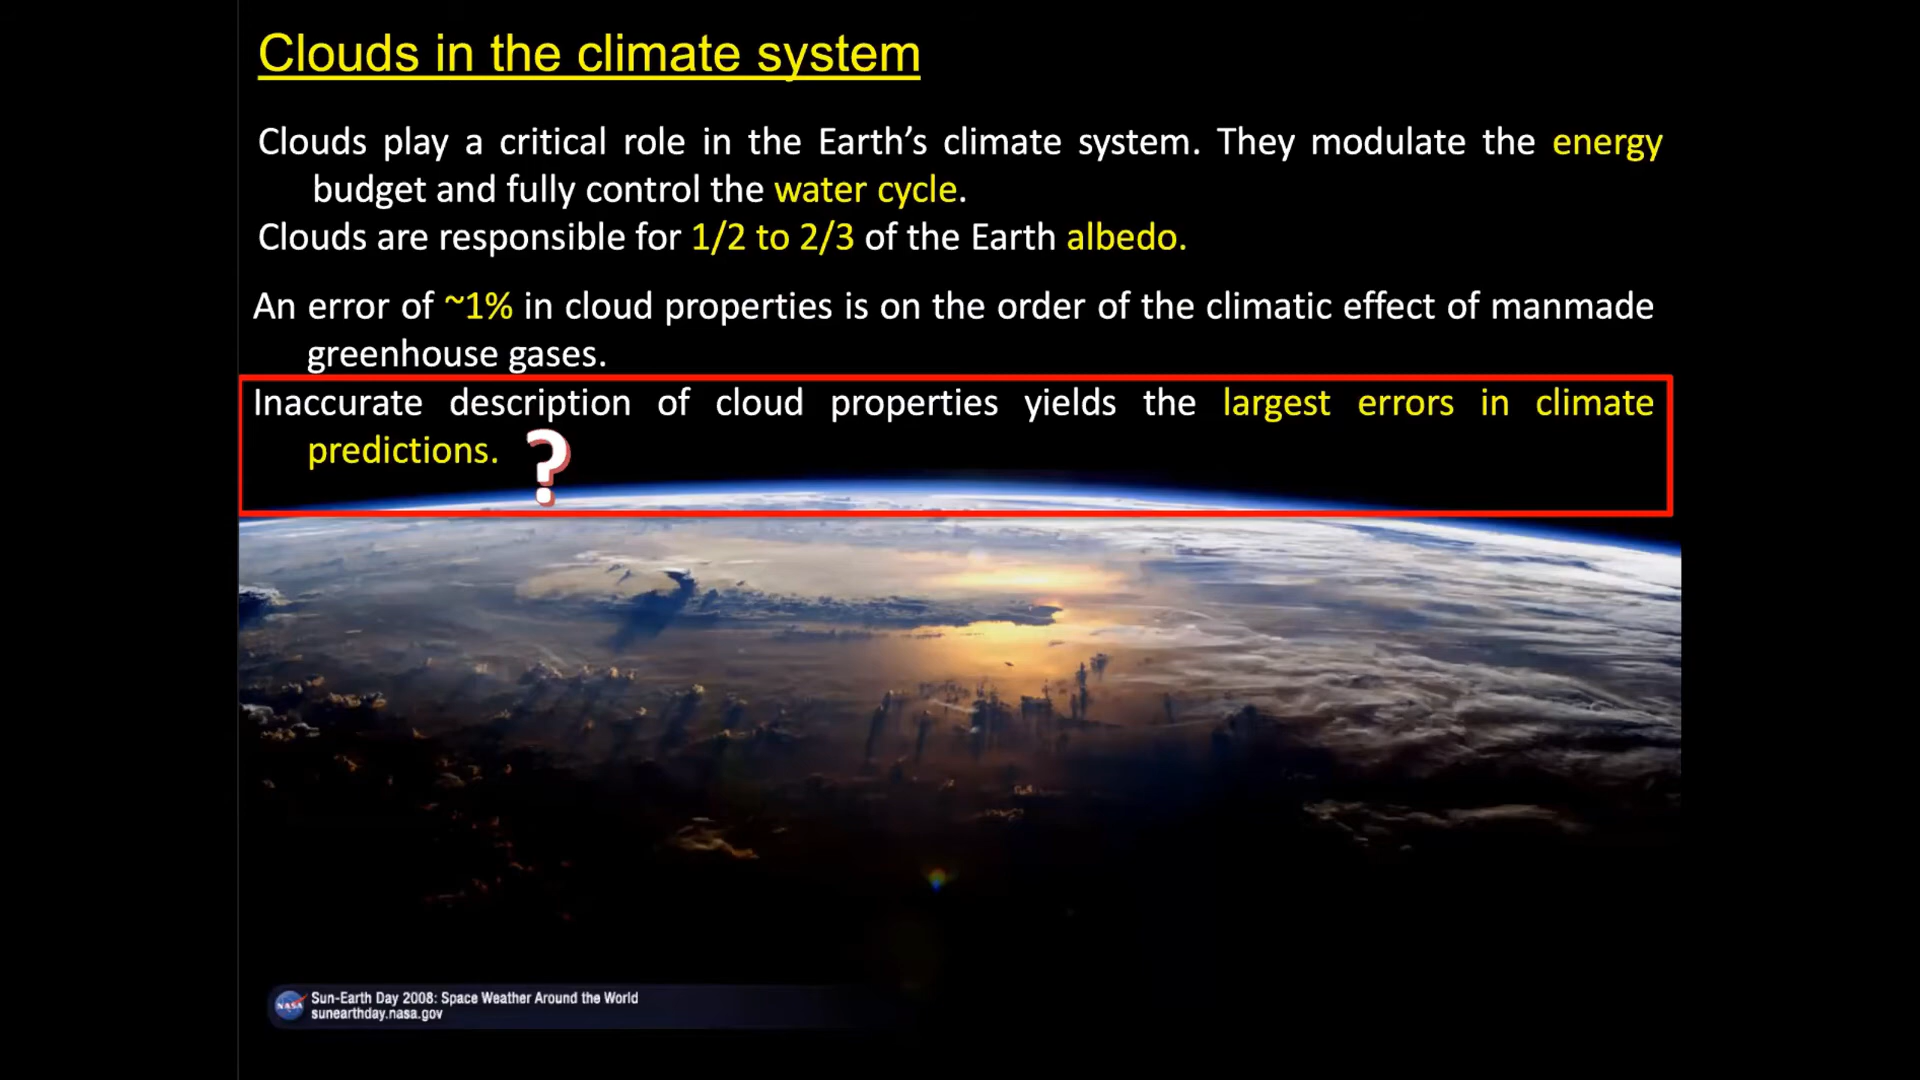 Clouds in the climate system
Clouds play a critical role in the Earth’s climate system. They modulate the energy
budget and fully control the water cycle.
Clouds are responsible for 1/2 to 2/3 of the Earth albedo.
An error of ~1% in cloud properties is on the order of the climatic effect of manmade
greenhouse gases.
Inaccurate description of cloud properties yields the largest errors in climate
predictions. ?
NASA
Sun-Earth Day 2008: Space Weather Around the World
sunearthday.nasa.gov